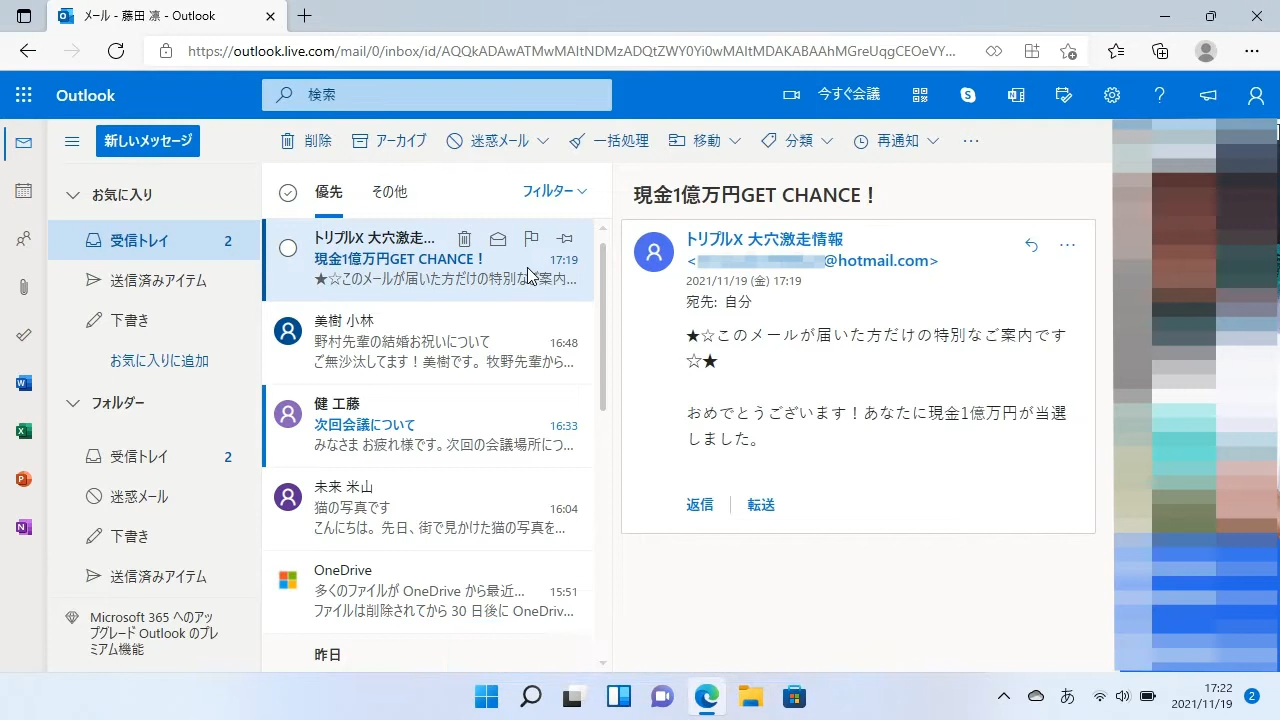 メール - 藤田 凛 - Outlook
https://outlook.live.com/mail/0/inbox/id/AQQkADAwATMwMAItNDMzADQtZWY0Yi0wMAItMDAKABAAhMGreUqgCEOeVY...
Outlook
検索
今すぐ会議
新しいメッセージ
削除
アーカイブ
迷惑メール
一括処理
移動
分類
再通知
お気に入り
受信トレイ 2
送信済みアイテム
下書き
お気に入りに追加
フォルダー
受信トレイ 2
迷惑メール
下書き
送信済みアイテム
Microsoft 365 へのアッ
プグレード Outlook のプレ
ミアム機能
優先
その他
フィルター
トリプルX 大穴激走...
現金1億万円GET CHANCE！ 17:19
★☆このメールが届いた方だけの特別なご案内...
美樹 小林
野村先輩の結婚お祝いについて 16:48
ご無沙汰してます！美樹です。牧野先輩から...
健 工藤
次回会議について 16:33
みなさま お疲れ様です。次回の会議場所につ...
未来 米山
猫の写真です 16:04
こんにちは。 先日、街で見かけた猫の写真を...
OneDrive
多くのファイルが OneDrive から最近... 15:51
ファイルは削除されてから 30 日後に OneDriv...
昨日
現金1億万円GET CHANCE！
トリプルX 大穴激走情報
< @hotmail.com>
2021/11/19 (金) 17:19
宛先: 自分
★☆このメールが届いた方だけの特別なご案内です
☆★
おめでとうございます！あなたに現金1億万円が当選
しました。
返信
転送
あ
17:22
2021/11/19
2